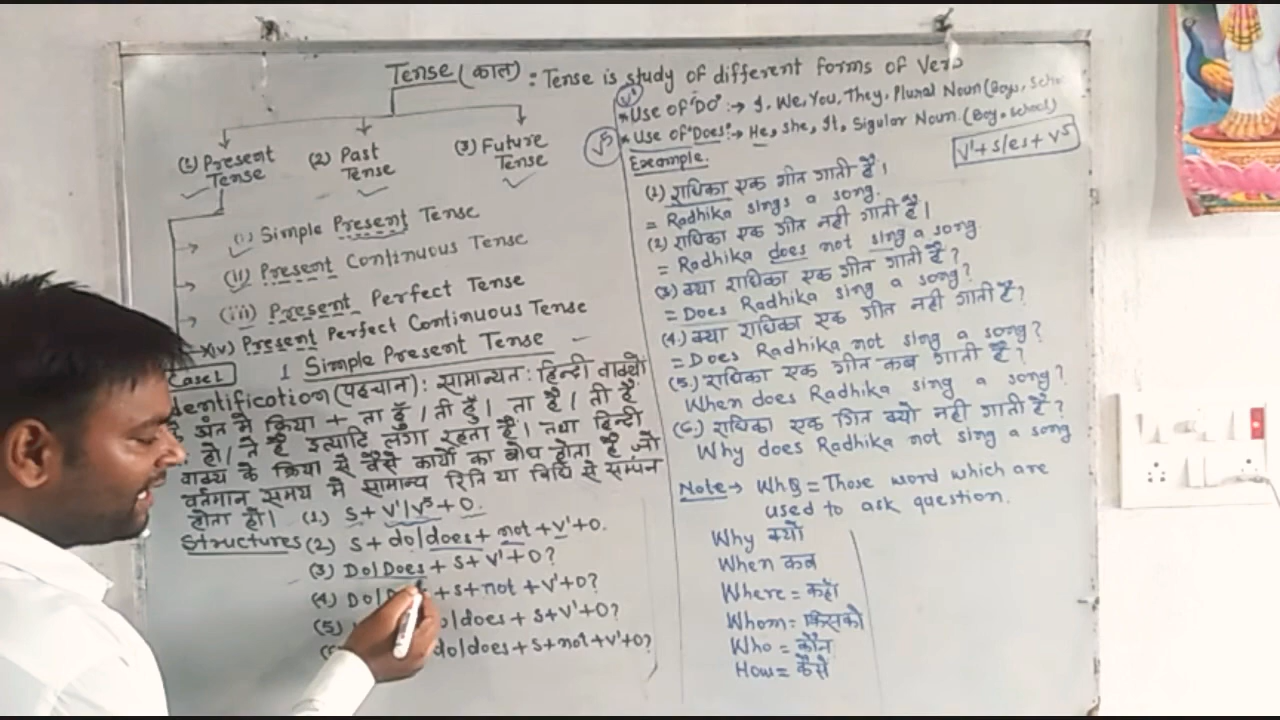 Tense (काल) : Tense is study of different forms of Verb
(1) Present Tense
(2) Past Tense
(3) Future Tense
(i) Simple Present Tense
(ii) Present Continuous Tense
(iii) Present Perfect Tense
(iv) Present Perfect Continuous Tense
Case 1
1 Simple Present Tense
dentification (पहचान) : सामान्यत: हिन्दी वाक्यो
के अंत मे क्रिया + ता हूँ । ती हूँ । ता है । ती है
हो । ते है इत्यादि लगा रहता है । तथा हिन्दी
वाक्य के क्रिया से वैसे कार्यो का बोध होता है जो
वर्तमान समय मे सामान्य रिति या विधि से सम्पन
होता हो।
Structures
(1) S + V¹|V⁵ + O.
(2) S + do|does + not + V¹ + O.
(3) Do|Does + S + V¹ + O?
(4) Do| + S + not + V¹ + O?
(5) do|does + S + V¹ + O?
do|does + S + not + V¹ + O?
V¹
* Use of "Do" :→ I, We, You, They, Plural Noun (Boys,
V⁵
* Use of "Does" :→ He, She, It, Sigular Noun. (Boy, School)
V¹ + s/es + V⁵
Example.
(1) राधिका एक गीत गाती है ।
= Radhika sings a song.
(2) राधिका एक गीत नही गाती है ।
= Radhika does not sing a song.
(3) क्या राधिका एक गीत गाती है ?
= Does Radhika sing a song?
(4.) क्या राधिका एक गीत नही गाती है ?
= Does Radhika not sing a song?
(5.) राधिका एक गीत कब गाती है ?
When does Radhika sing a song?
(6.) राधिका एक गित क्यो नही गाती है ?
Why does Radhika not sing a song
Note → WhQ = Those word which are
used to ask question.
Why क्यो
When कब
Where = कहाँ
Whom = किसको
Who = कौन
How = कैसे